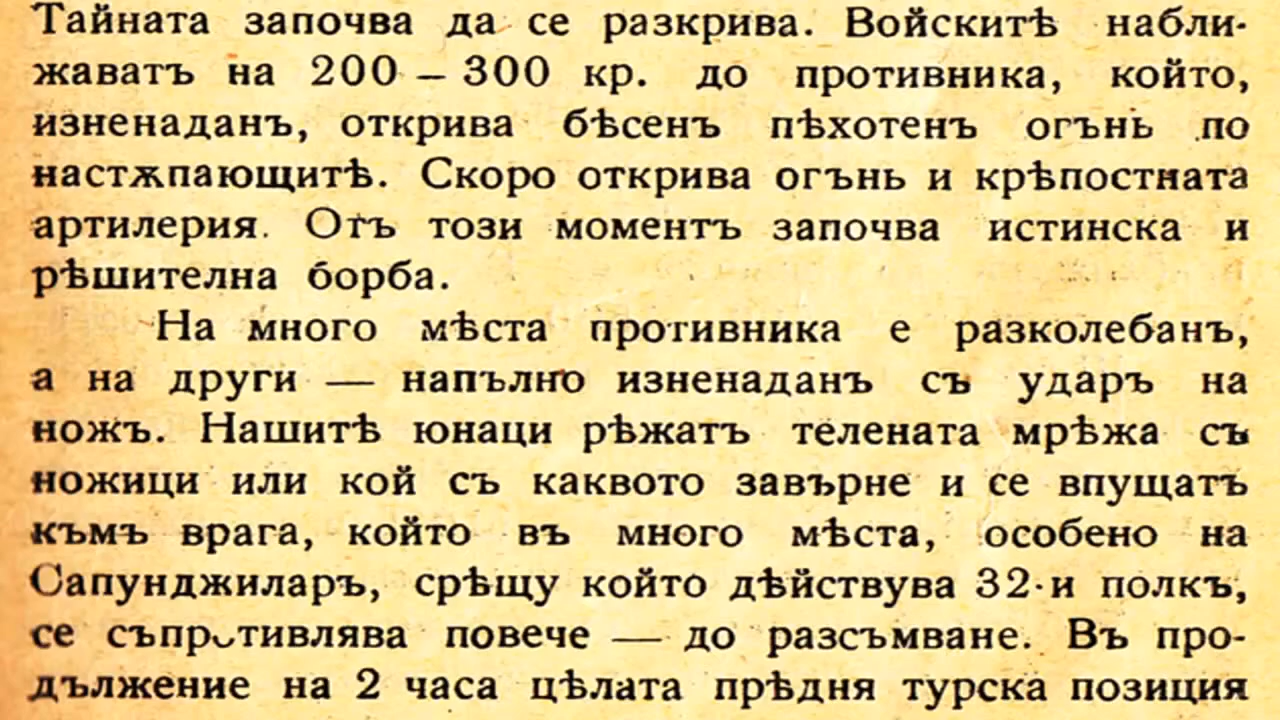 Тайната започва да се разкрива. Войскитѣ набли-
жаватъ на 200 — 300 кр. до противника, който,
изненаданъ, открива бѣсенъ пѣхотенъ огънь по
настѫпающитѣ. Скоро открива огънь и крѣпостната
артилерия. Отъ този моментъ започва истинска и
рѣшителна борба.
На много мѣста противника е разколебанъ,
а на други — напълно изненаданъ съ ударъ на
ножъ. Нашитѣ юнаци рѣжатъ телената мрѣжа съ
ножици или кой съ каквото завърне и се впущатъ
къмъ врага, който въ много мѣста, особено на
Сапунджиларъ, срѣщу който дѣйствува 32-и полкъ,
се съпротивлява повече — до разсъмване. Въ про-
дължение на 2 часа цѣлата прѣдня турска позиция